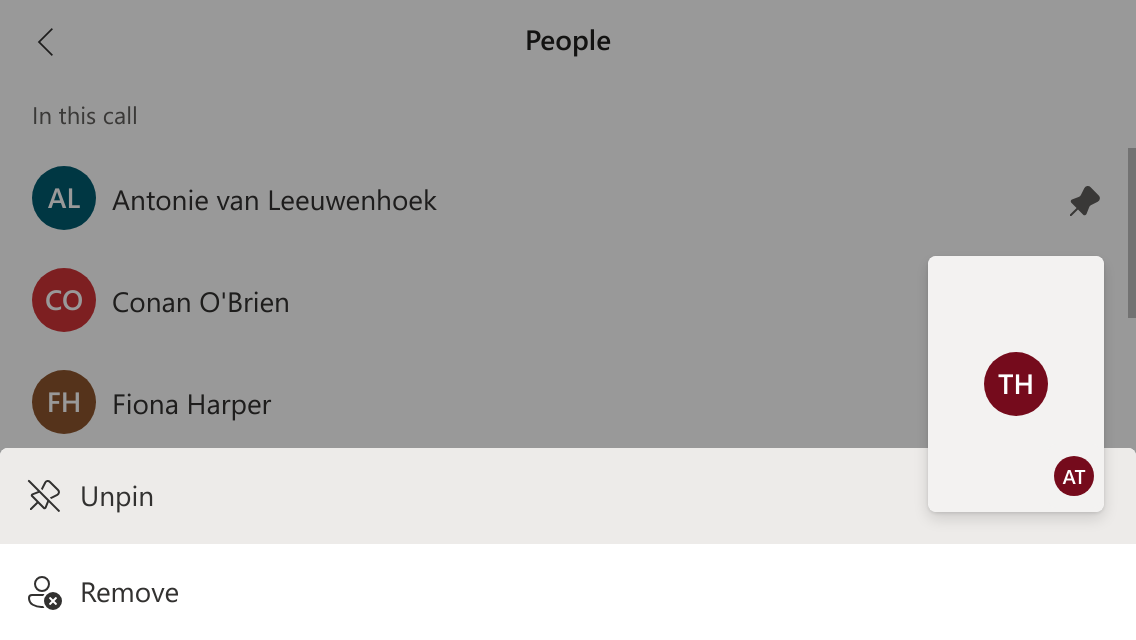 People
In this call
AL Antonie van Leeuwenhoek
CO Conan O'Brien
FH Fiona Harper
TH
AT
Unpin
Remove